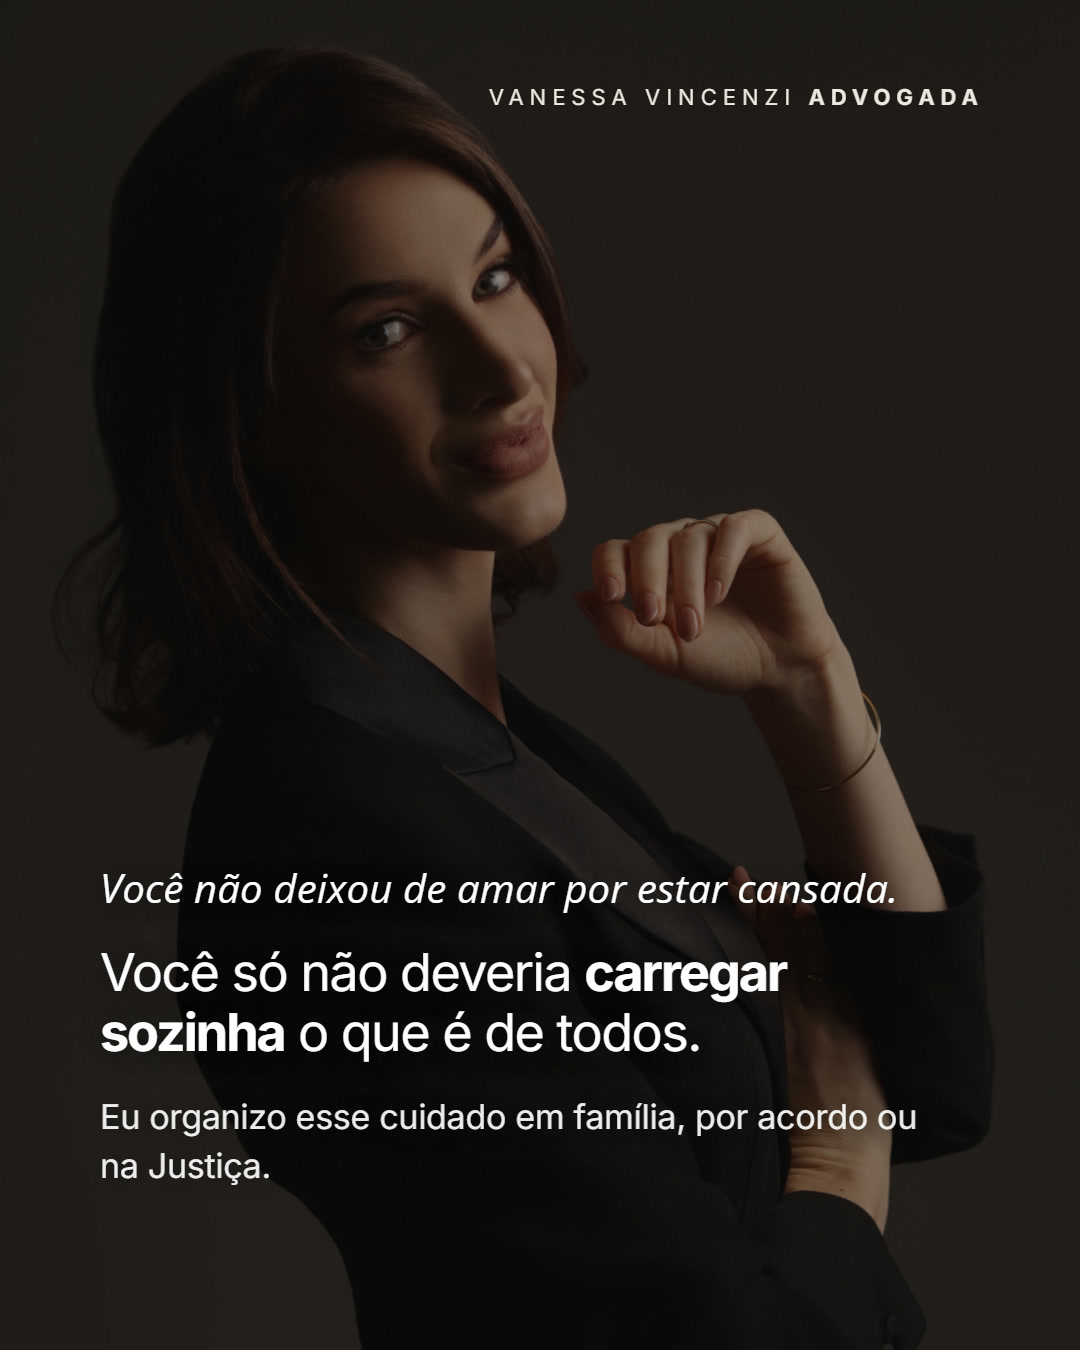 VANESSA VINCENZI ADVOGADA
Você não deixou de amar por estar cansada.
Você só não deveria carregar
sozinha o que é de todos.
Eu organizo esse cuidado em família, por acordo ou
na Justiça.